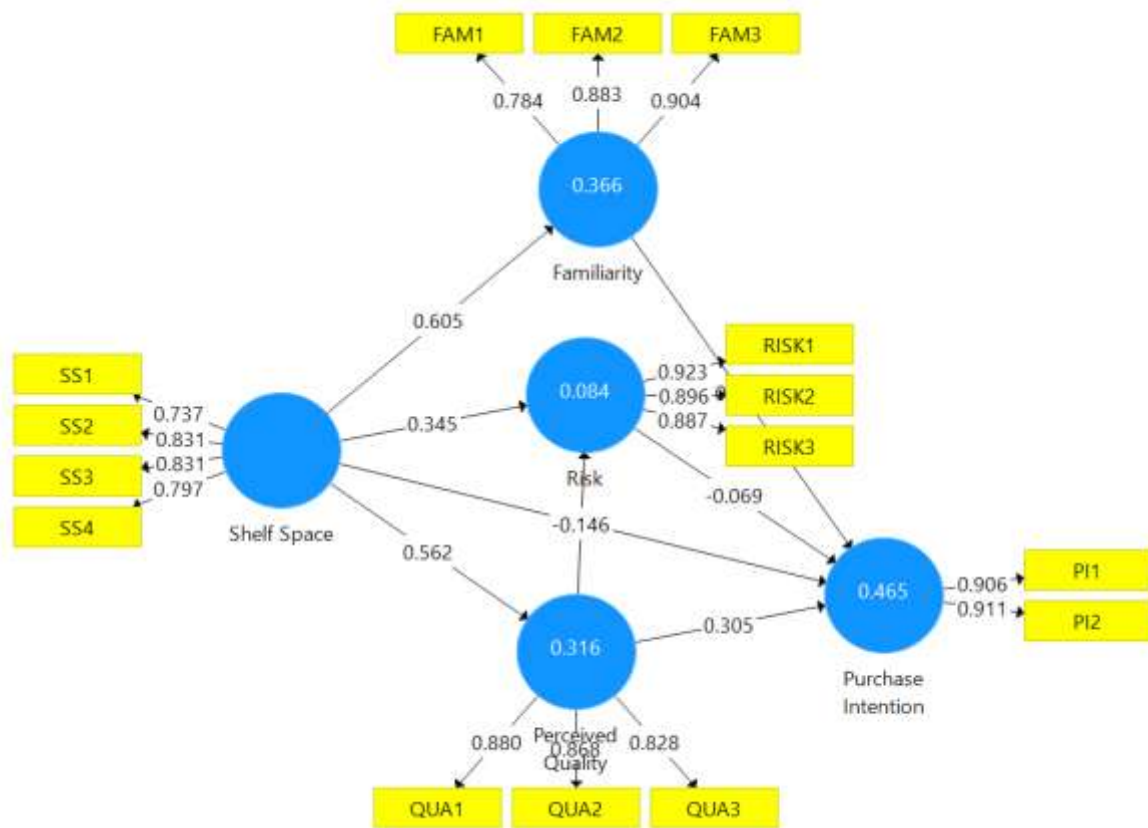 FAM1 FAM2 FAM3
0.784 0.883 0.904
0.366
Familiarity
0.605
SS1
SS2
SS3
SS4
0.737
0.831
0.831
0.797
Shelf Space
0.345
0.084
Risk
0.923
0.896
0.887
RISK1
RISK2
RISK3
-0.069
-0.146
0.562
0.316
Perceived
Quality
0.305
0.465
Purchase
Intention
0.906
0.911
PI1
PI2
0.880 0.868 0.828
QUA1 QUA2 QUA3